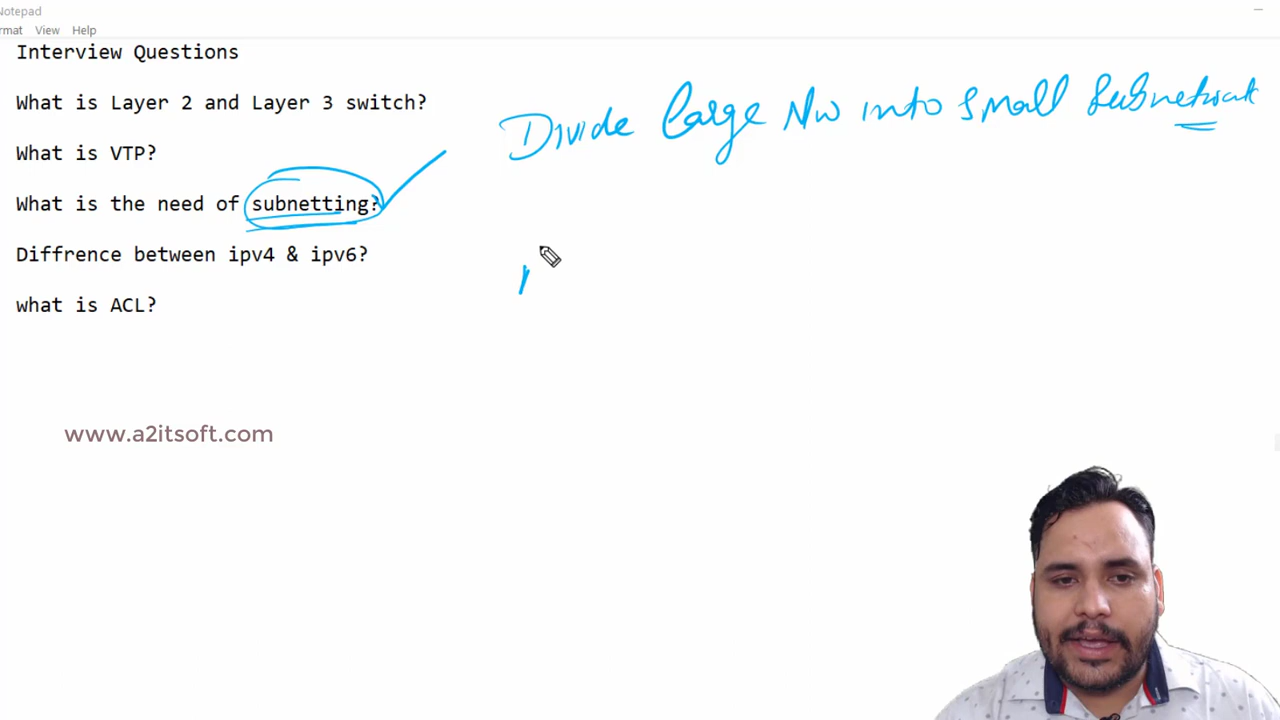 Notepad
rmat View Help
Interview Questions
What is Layer 2 and Layer 3 switch?
Divide Large Nw into small Subnetwork
What is VTP?
What is the need of subnetting?
Diffrence between ipv4 & ipv6?
what is ACL?
www.a2itsoft.com